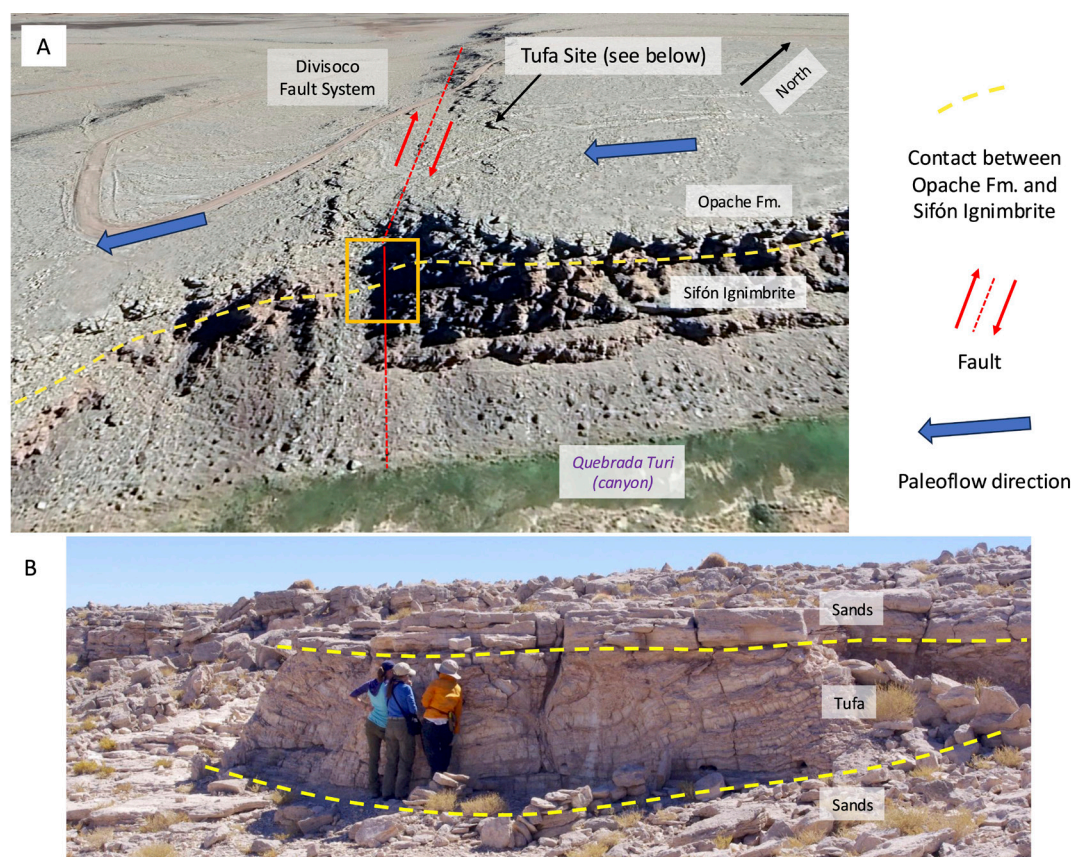 A
Divisoco
Fault System
Tufa Site (see below)
North
Opache Fm.
Sifón Ignimbrite
Quebrada Turi
(canyon)
Contact between
Opache Fm. and
Sifón Ignimbrite
Fault
Paleoflow direction
B
Sands
Tufa
Sands